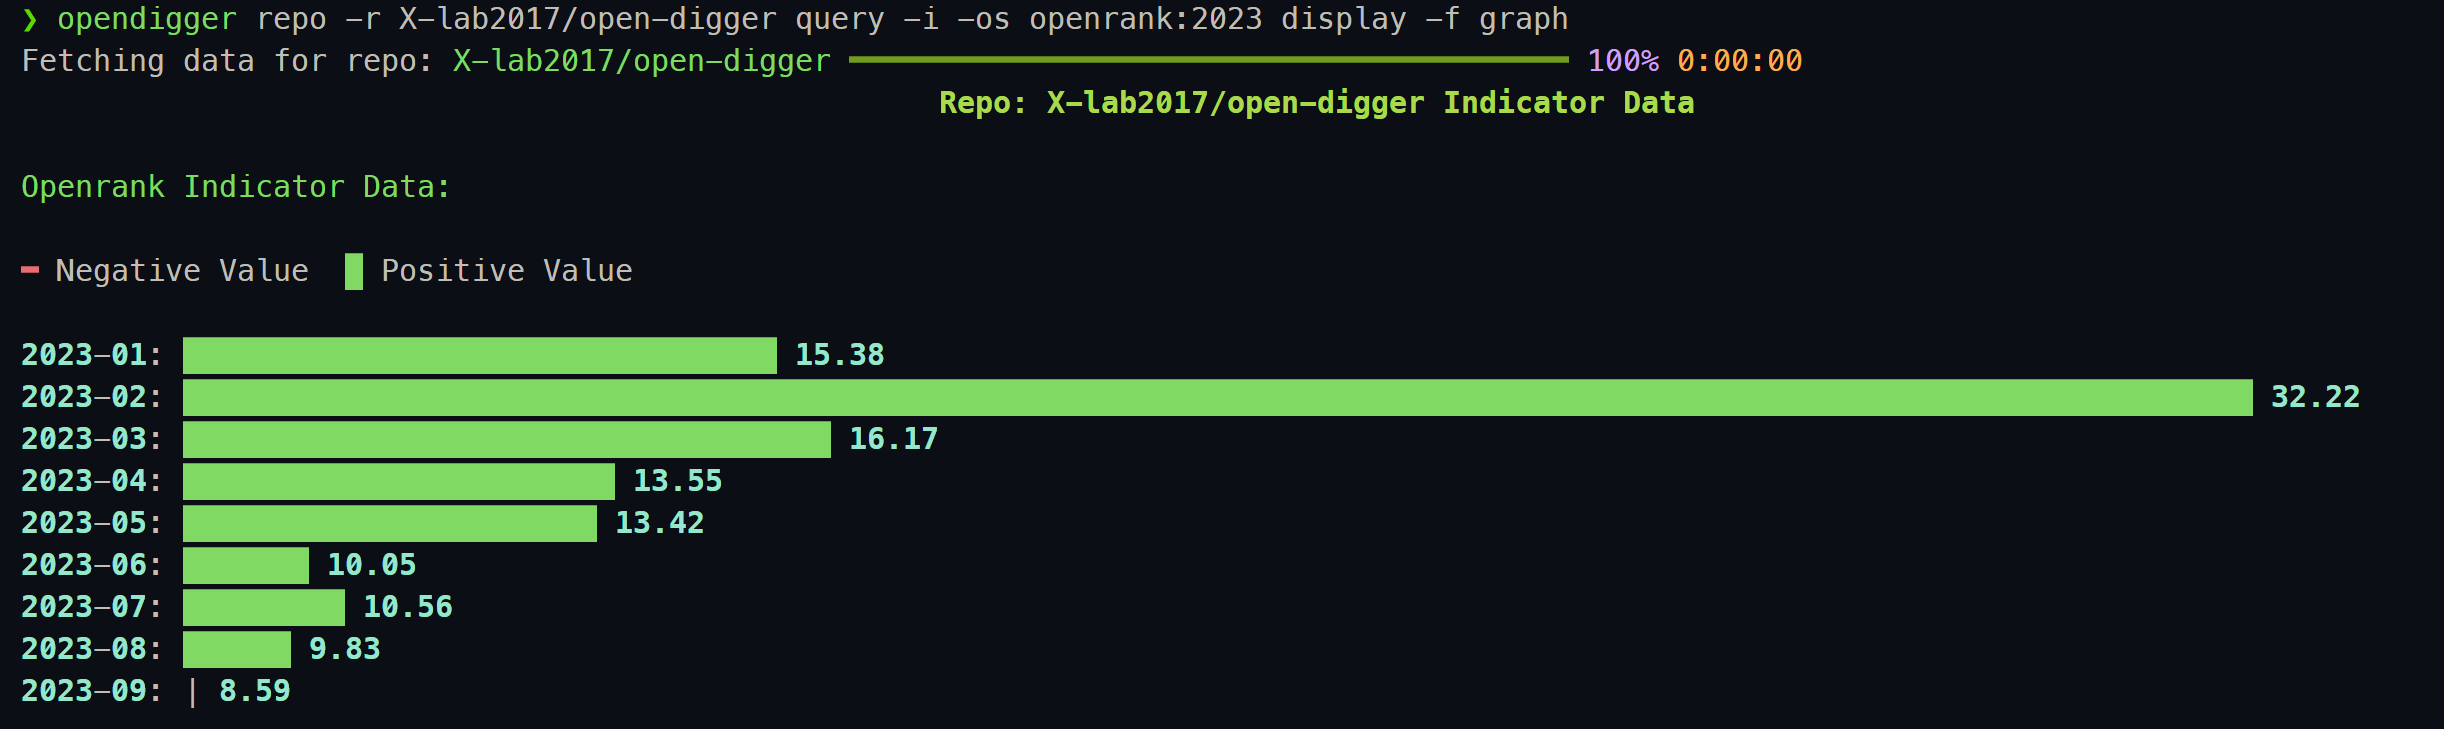 ❯ opendigger repo -r X-lab2017/open-digger query -i -os openrank:2023 display -f graph
Fetching data for repo: X-lab2017/open-digger 100% 0:00:00
Repo: X-lab2017/open-digger Indicator Data
Openrank Indicator Data:
Negative Value Positive Value
2023-01: 15.38
2023-02: 32.22
2023-03: 16.17
2023-04: 13.55
2023-05: 13.42
2023-06: 10.05
2023-07: 10.56
2023-08: 9.83
2023-09: | 8.59